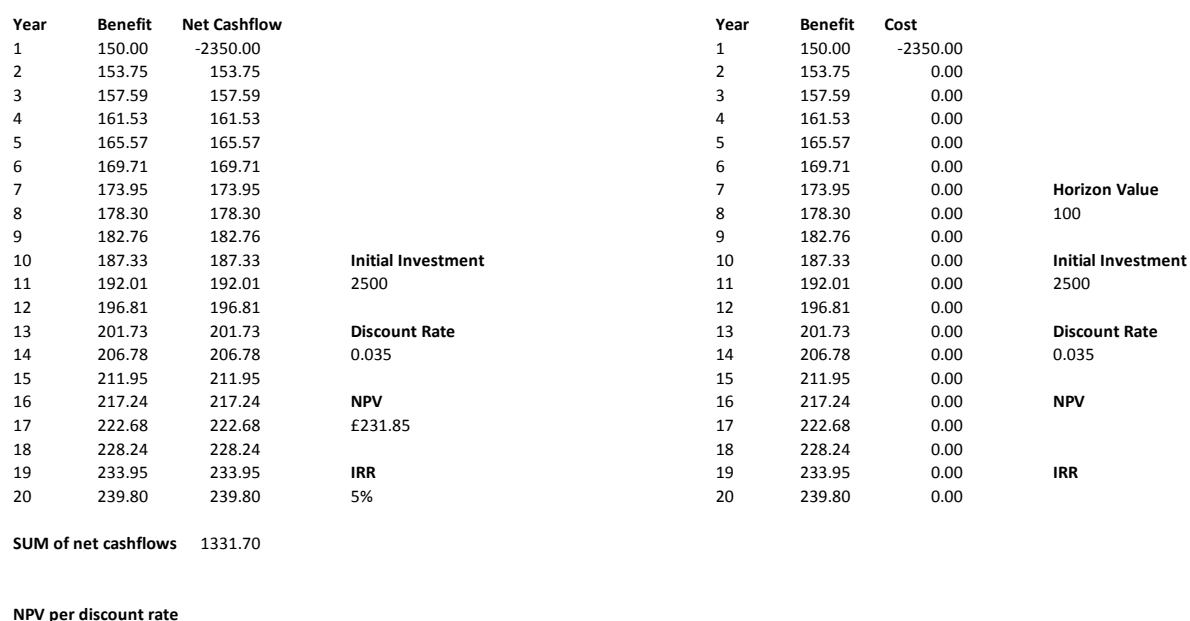 Year Benefit Net Cashflow Year Benefit Cost
1 150.00 -2350.00 1 150.00 -2350.00
2 153.75 153.75 2 153.75 0.00
3 157.59 157.59 3 157.59 0.00
4 161.53 161.53 4 161.53 0.00
5 165.57 165.57 5 165.57 0.00
6 169.71 169.71 6 169.71 0.00
7 173.95 173.95 7 173.95 0.00 Horizon Value
8 178.30 178.30 8 178.30 0.00 100
9 182.76 182.76 9 182.76 0.00
10 187.33 187.33 Initial Investment 10 187.33 0.00 Initial Investment
11 192.01 192.01 2500 11 192.01 0.00 2500
12 196.81 196.81 12 196.81 0.00
13 201.73 201.73 Discount Rate 13 201.73 0.00 Discount Rate
14 206.78 206.78 0.035 14 206.78 0.00 0.035
15 211.95 211.95 15 211.95 0.00
16 217.24 217.24 NPV 16 217.24 0.00 NPV
17 222.68 222.68 £231.85 17 222.68 0.00
18 228.24 228.24 18 228.24 0.00
19 233.95 233.95 IRR 19 233.95 0.00 IRR
20 239.80 239.80 5% 20 239.80 0.00
SUM of net cashflows 1331.70
NPV per discount rate